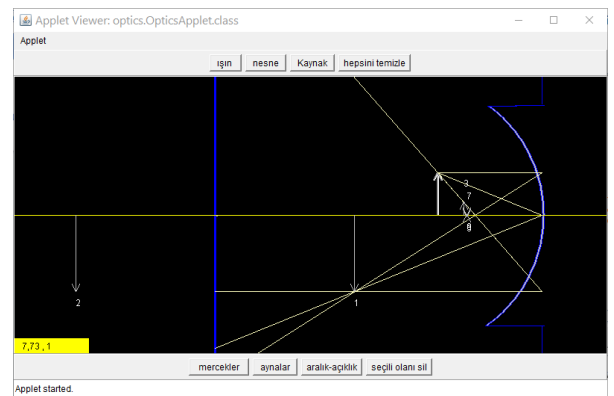 Applet Viewer: optics.OpticsApplet.class
Applet
ışın nesne Kaynak hepsini temizle
3
7
2
1
7,73 , 1
mercekler aynalar aralık-açıklık seçili olanı sil
Applet started.